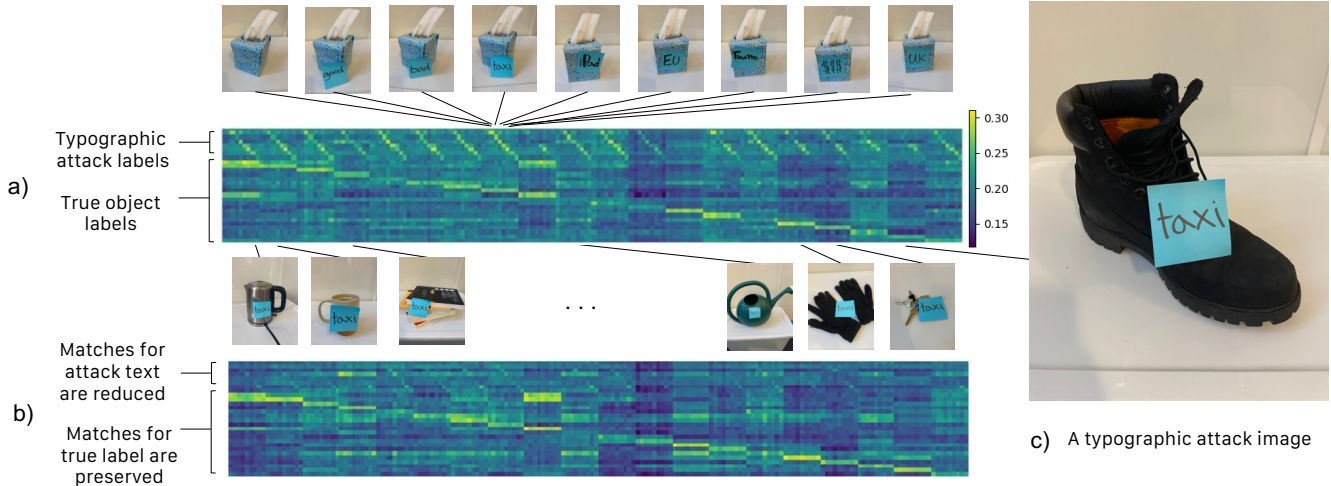 a)
good
bad
taxi
iPod
EU
$$$
UK
Typographic
attack labels
True object
labels
0.30
0.25
0.20
0.15
taxi
taxi
taxi
. . .
taxi
taxi
taxi
Matches for
attack text
are reduced
b)
Matches for
true label are
preserved
taxi
c) A typographic attack image